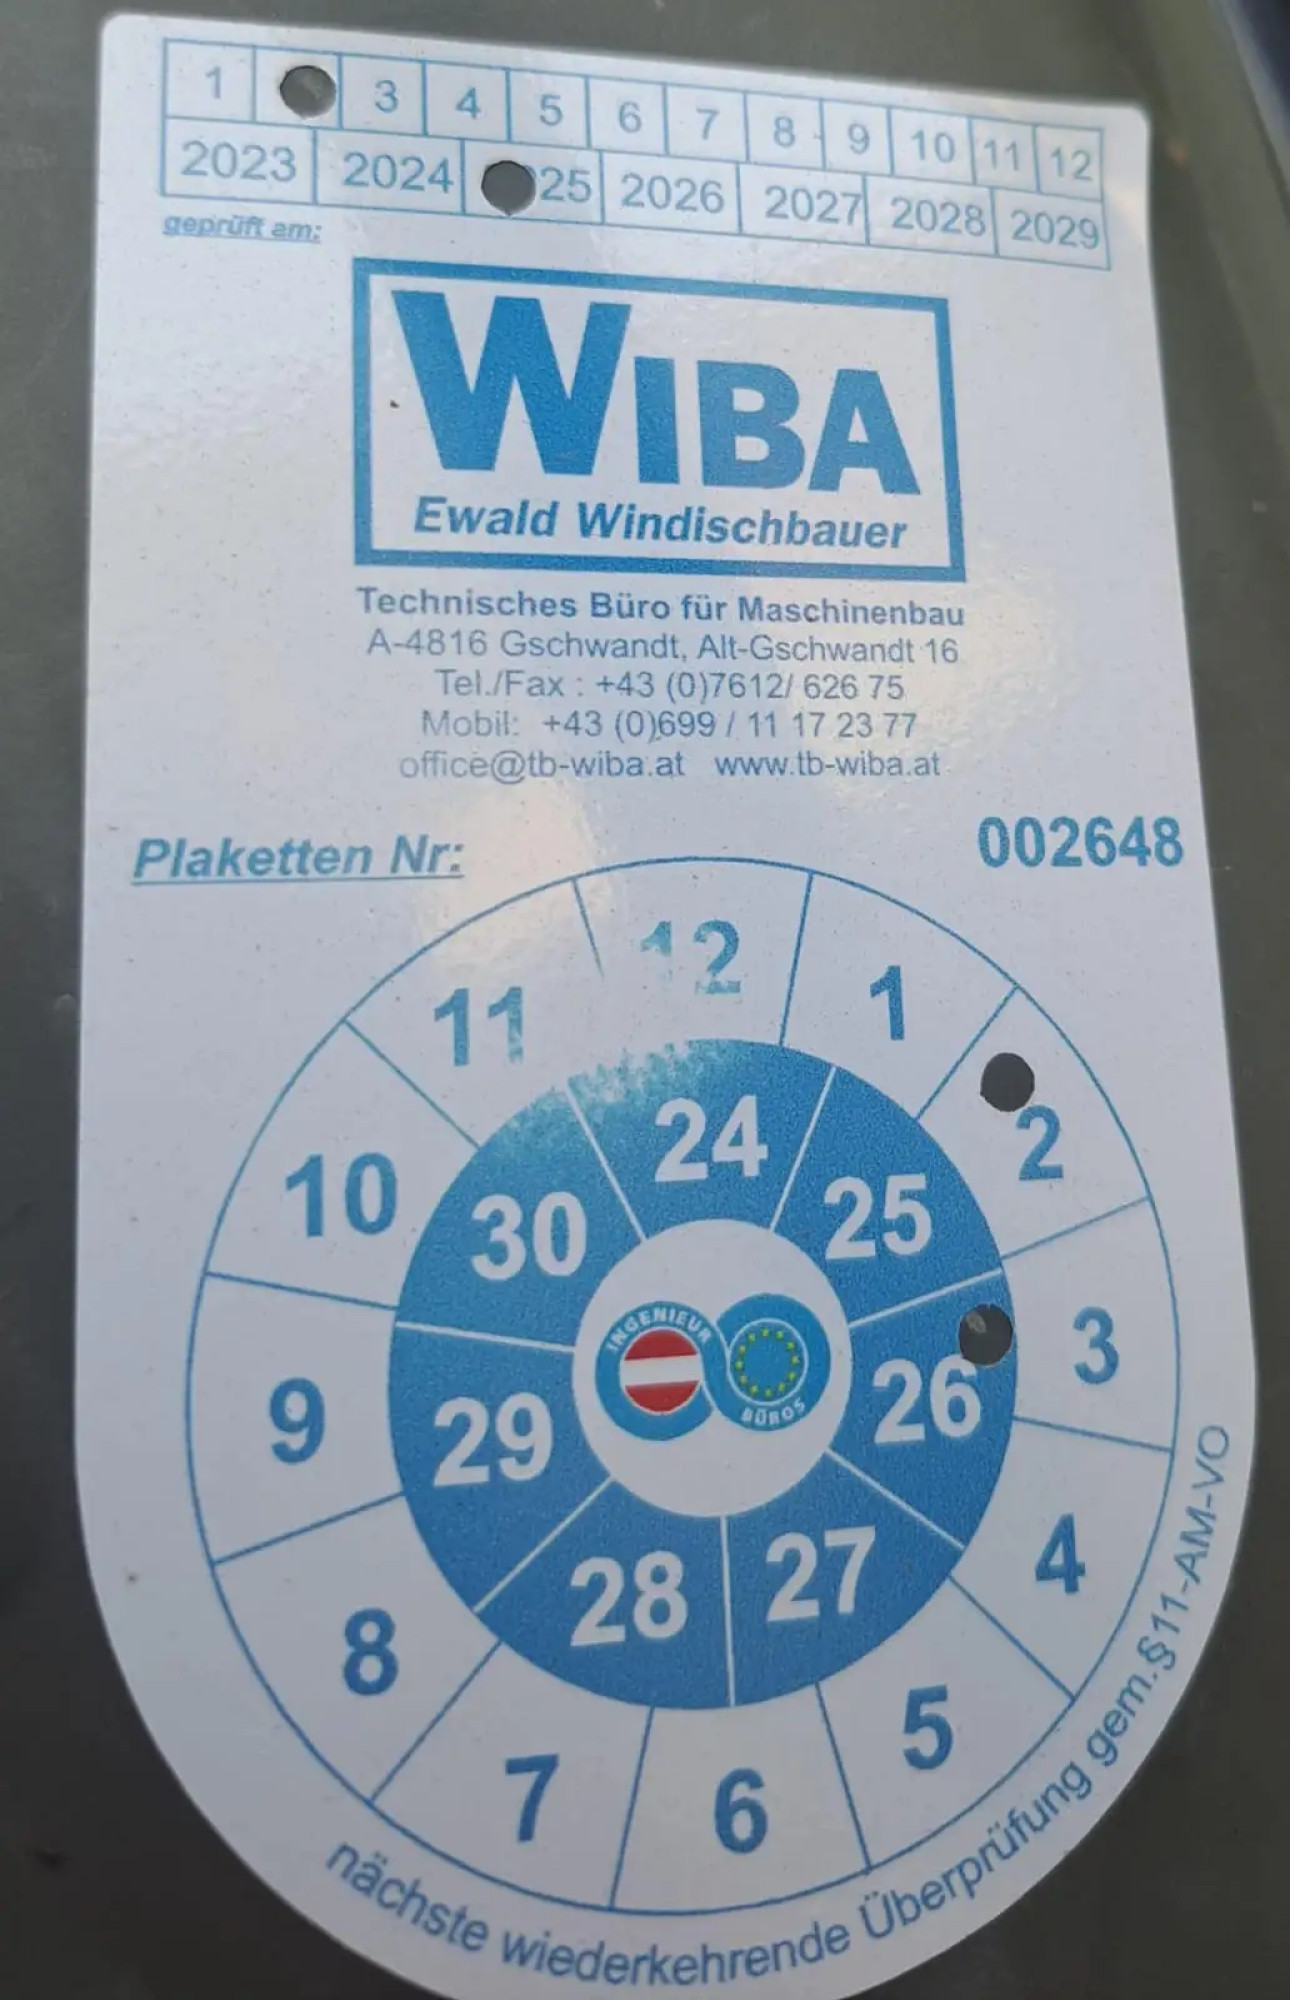 1 3 4 5 6 7 8 9 10 11 12
2023 2024 25 2026 2027 2028 2029
geprüft am:
WIBA
Ewald Windischbauer
Technisches Büro für Maschinenbau
A-4816 Gschwandt, Alt-Gschwandt 16
Tel./Fax : +43 (0)7612/ 626 75
Mobil: +43 (0)699 / 11 17 23 77
office@tb-wiba.at www.tb-wiba.at
Plaketten Nr: 002648
12 1 2 3 4 5 6 7 8 9 10 11
24 25 26 27 28 29 30
INGENIEUR
BÜROS
nächste wiederkehrende Überprüfung gem.§11-AM-VO